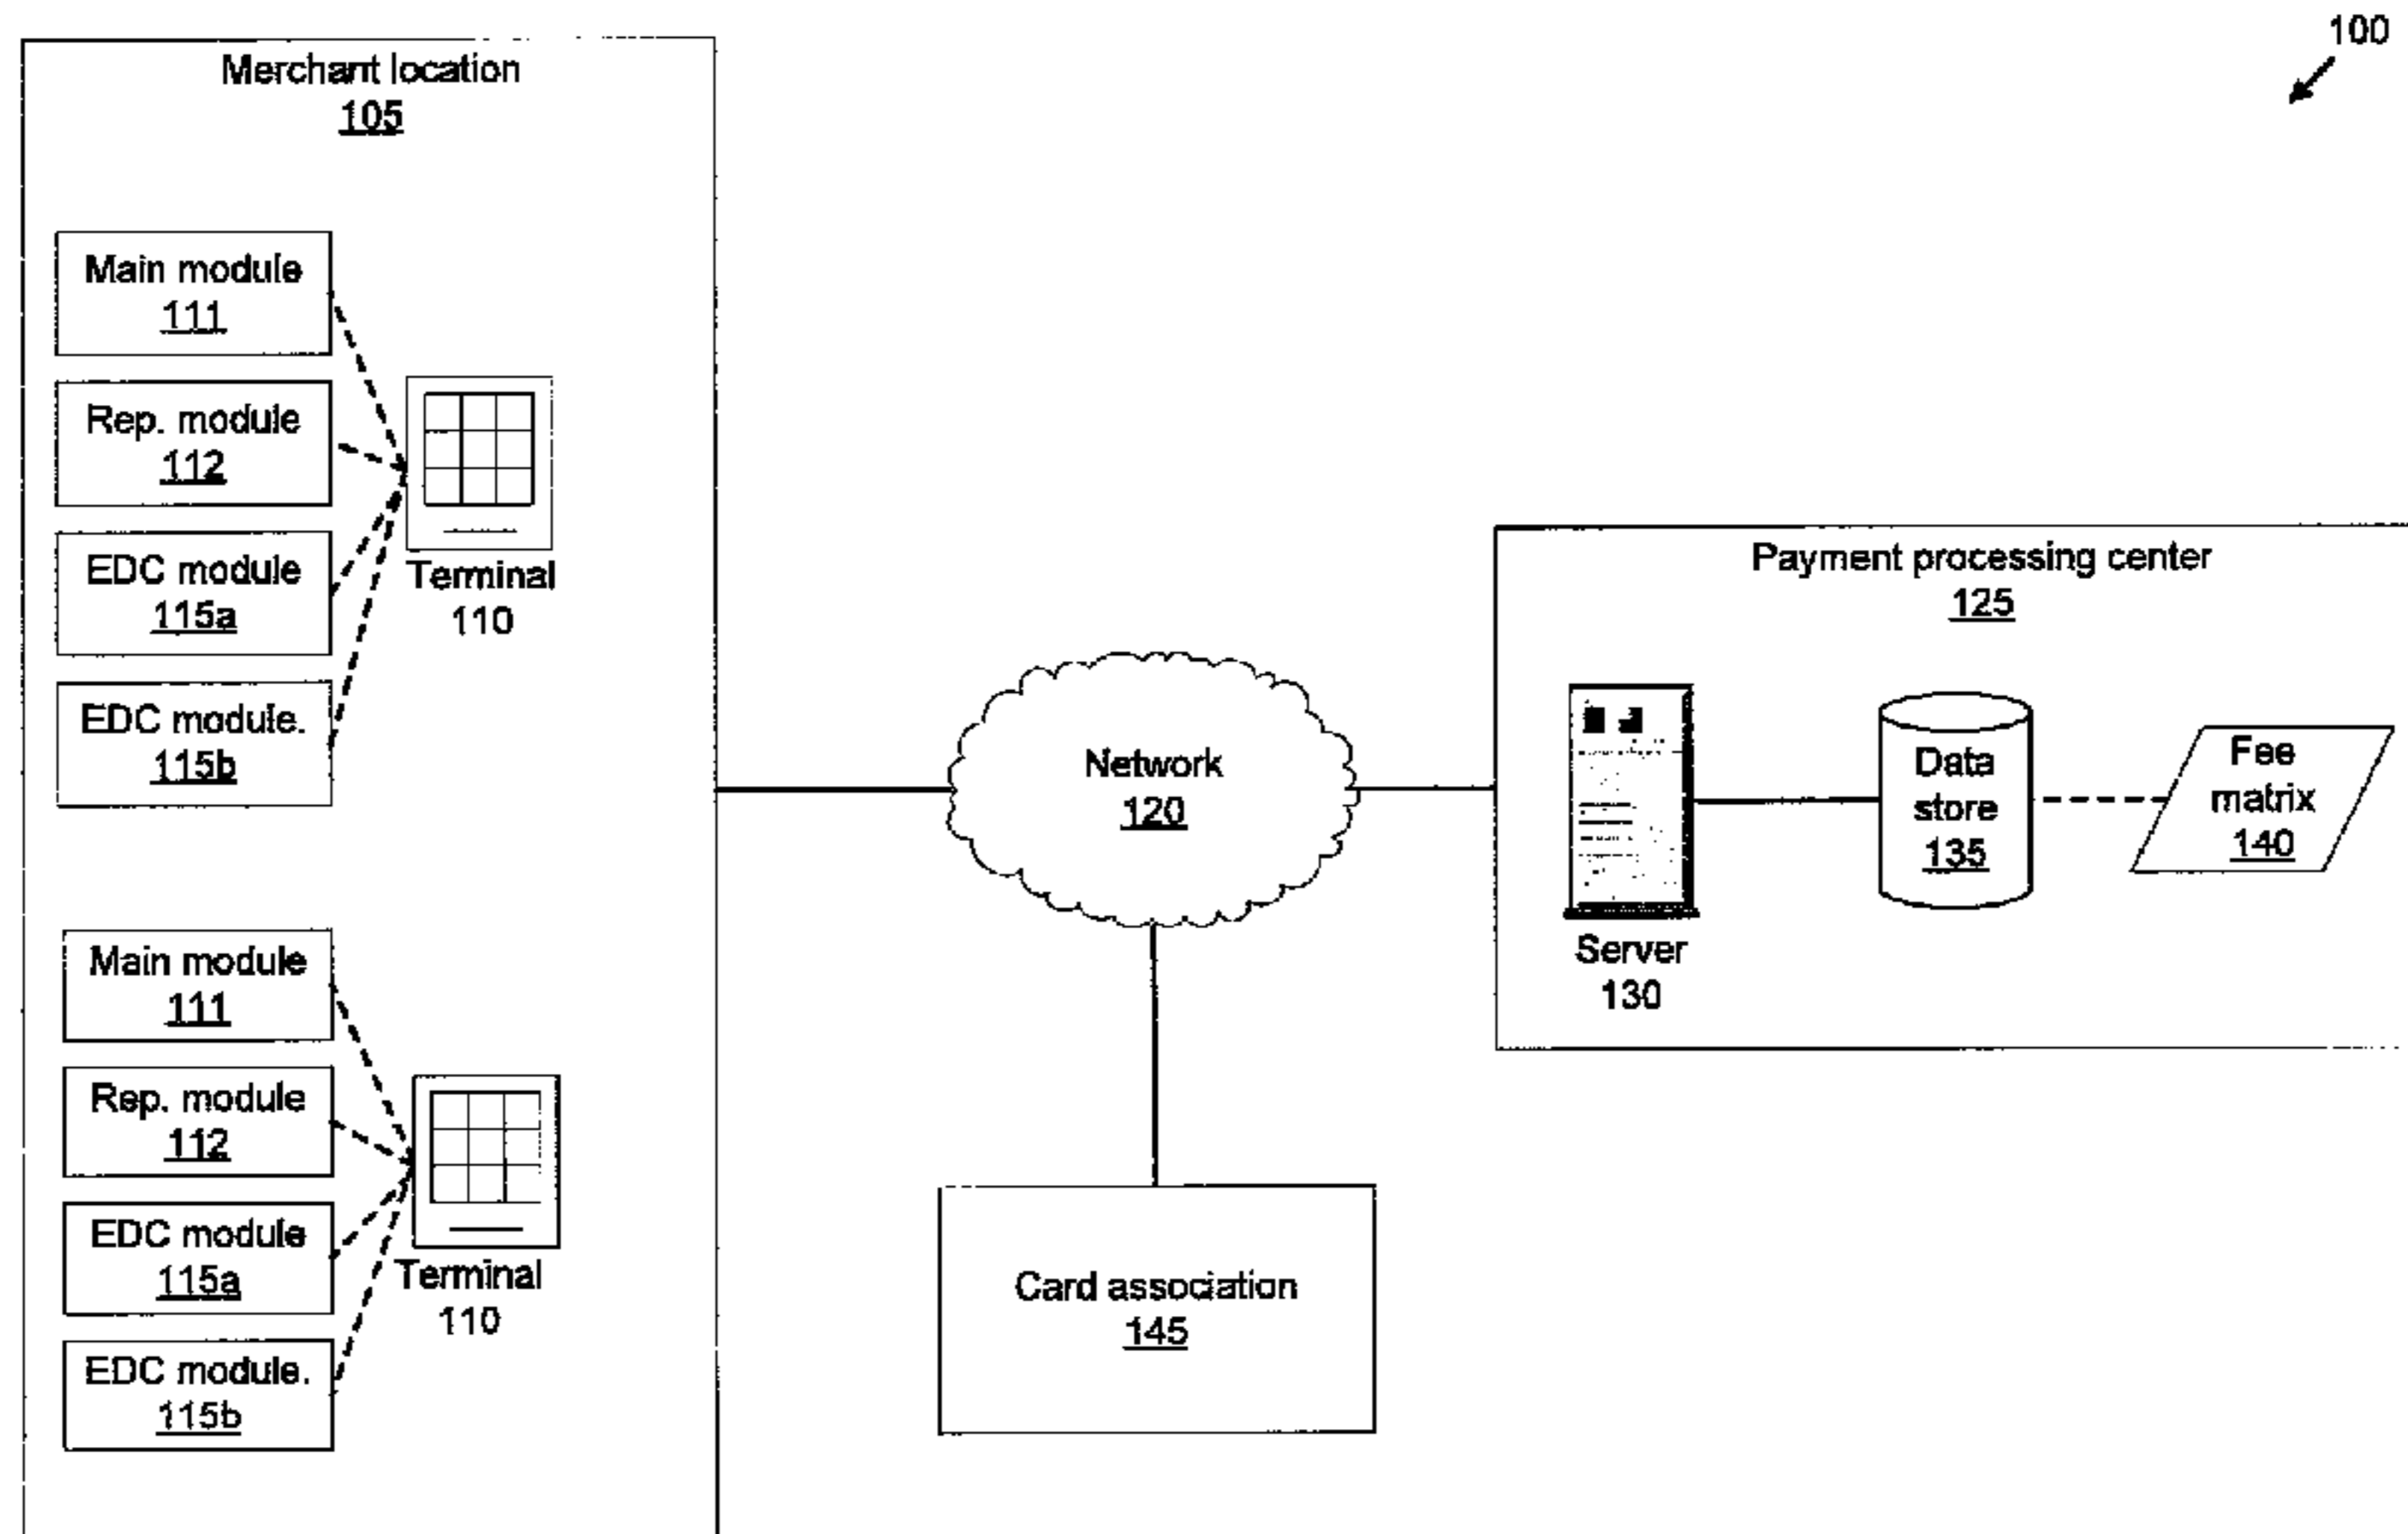 100
Merchant location
105
Main module
111
Rep. module
112
EDC module
115a
EDC module.
115b
Terminal
110
Main module
111
Rep. module
112
EDC module
115a
EDC module.
115b
Terminal
110
Network
120
Card association
145
Payment processing center
125
Server
130
Data
store
135
Fee
matrix
140